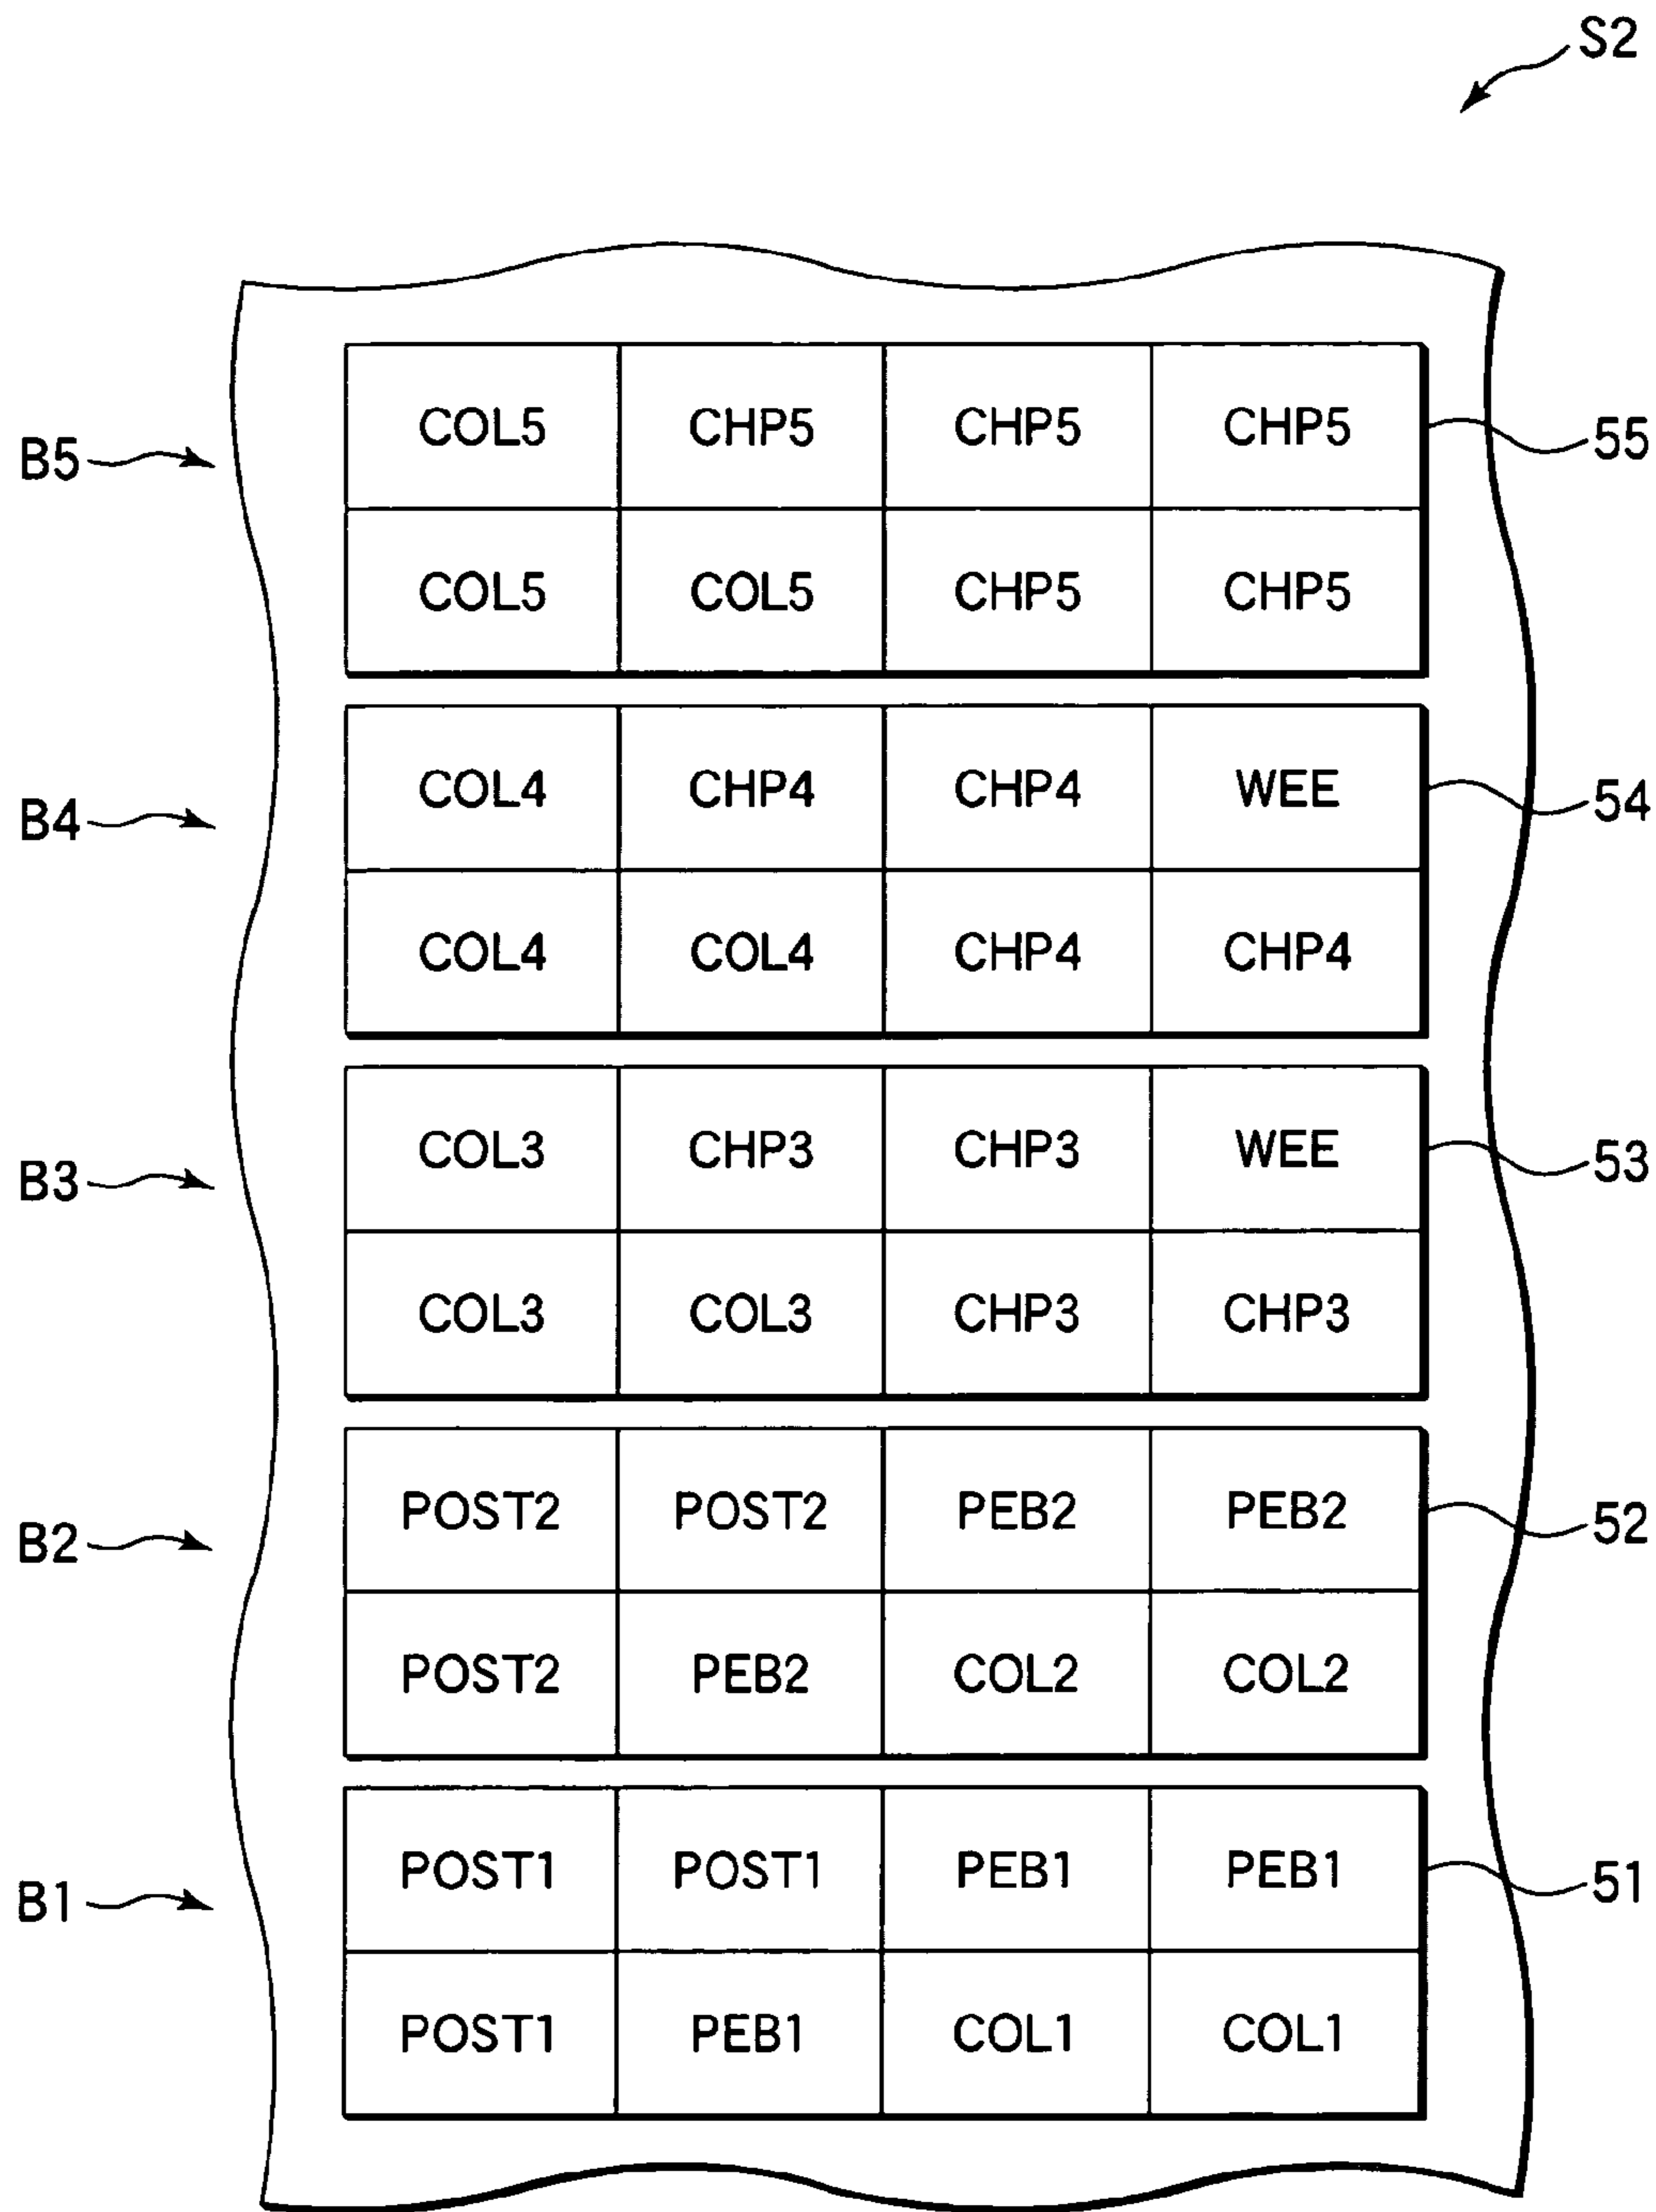 S2
COL5 CHP5 CHP5 CHP5
B5 55
COL5 COL5 CHP5 CHP5
COL4 CHP4 CHP4 WEE
B4 54
COL4 COL4 CHP4 CHP4
COL3 CHP3 CHP3 WEE
B3 53
COL3 COL3 CHP3 CHP3
POST2 POST2 PEB2 PEB2
B2 52
POST2 PEB2 COL2 COL2
POST1 POST1 PEB1 PEB1
B1 51
POST1 PEB1 COL1 COL1